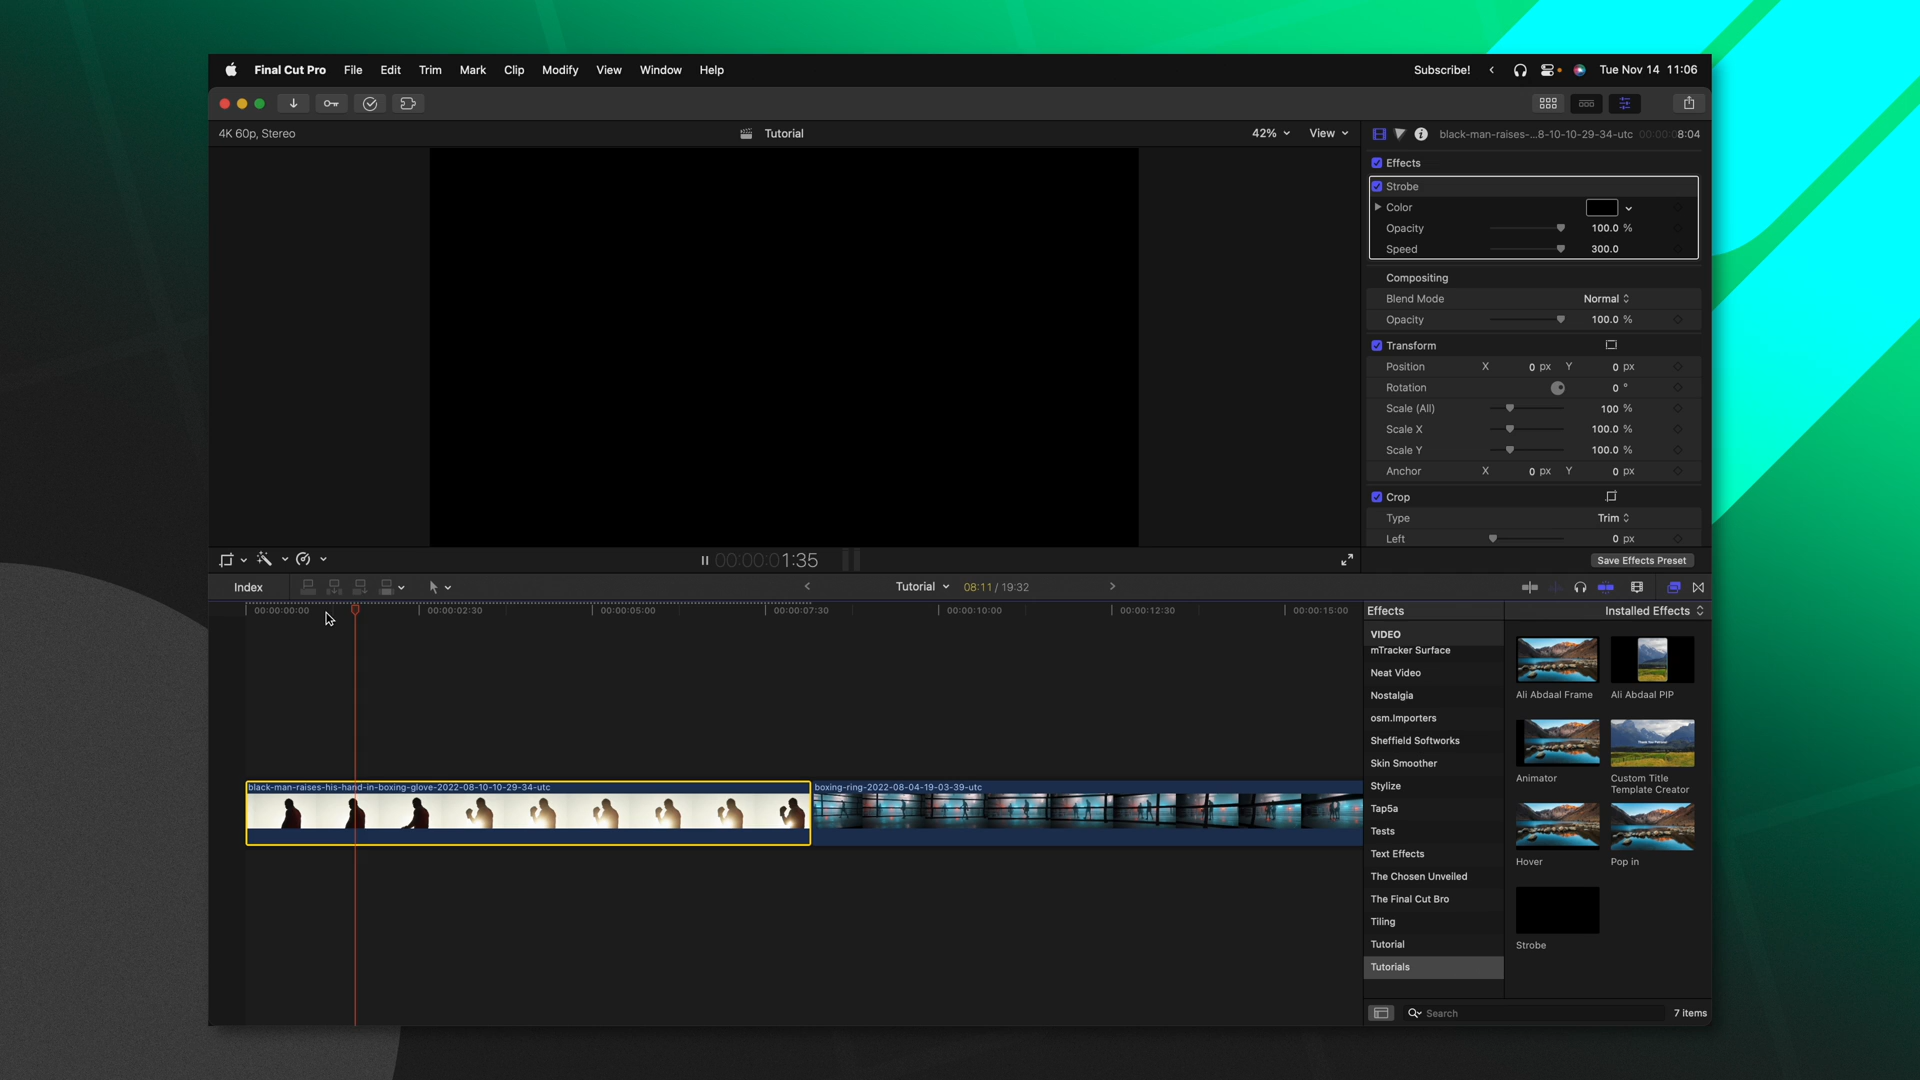 Final Cut Pro File Edit Trim Mark Clip Modify View Window Help Subscribe! Tue Nov 14 11:06
4K 60p, Stereo Tutorial 42% View black-man-raises-...8-10-10-29-34-utc 00:00:08:04
Effects
Strobe
Color
Opacity 100.0 %
Speed 300.0
Compositing
Blend Mode Normal
Opacity 100.0 %
Transform
Position X 0 px Y 0 px
Rotation 0 °
Scale (All) 100 %
Scale X 100.0 %
Scale Y 100.0 %
Anchor X 0 px Y 0 px
Crop
Type Trim
Left 0 px
00:00:01:35 Save Effects Preset
Index Tutorial 08:11 / 19:32
00:00:00:00 00:00:02:30 00:00:05:00 00:00:07:30 00:00:10:00 00:00:12:30 00:00:15:00
black-man-raises-his-hand-in-boxing-glove-2022-08-10-10-29-34-utc boxing-ring-2022-08-04-19-03-39-utc
Effects Installed Effects
VIDEO
mTracker Surface
Neat Video
Nostalgia
osm.Importers
Sheffield Softworks
Skin Smoother
Stylize
Tap5a
Tests
Text Effects
The Chosen Unveiled
The Final Cut Bro
Tiling
Tutorial
Tutorials
Ali Abdaal Frame Ali Abdaal PIP
Animator Custom Title
Template Creator
Hover Pop in
Strobe
Search 7 items